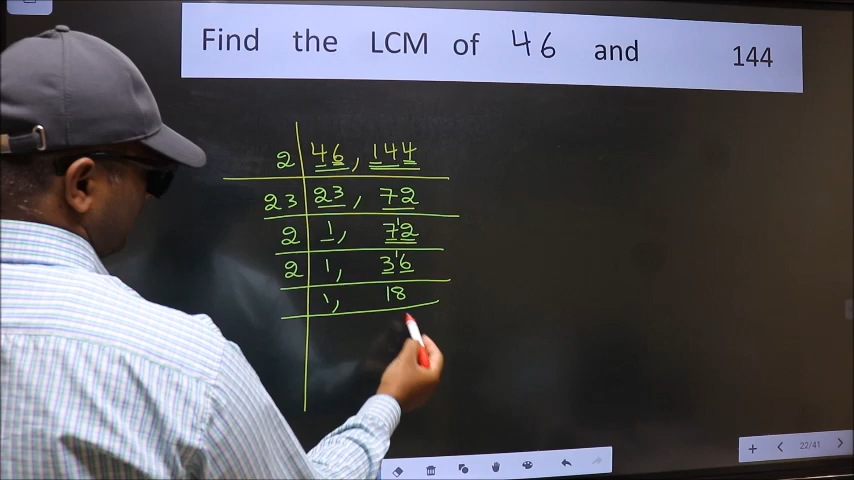 Find the LCM of 46 and 144
2 46, 144
23 23, 72
2 1, 72
2 1, 36
1, 18
22/41